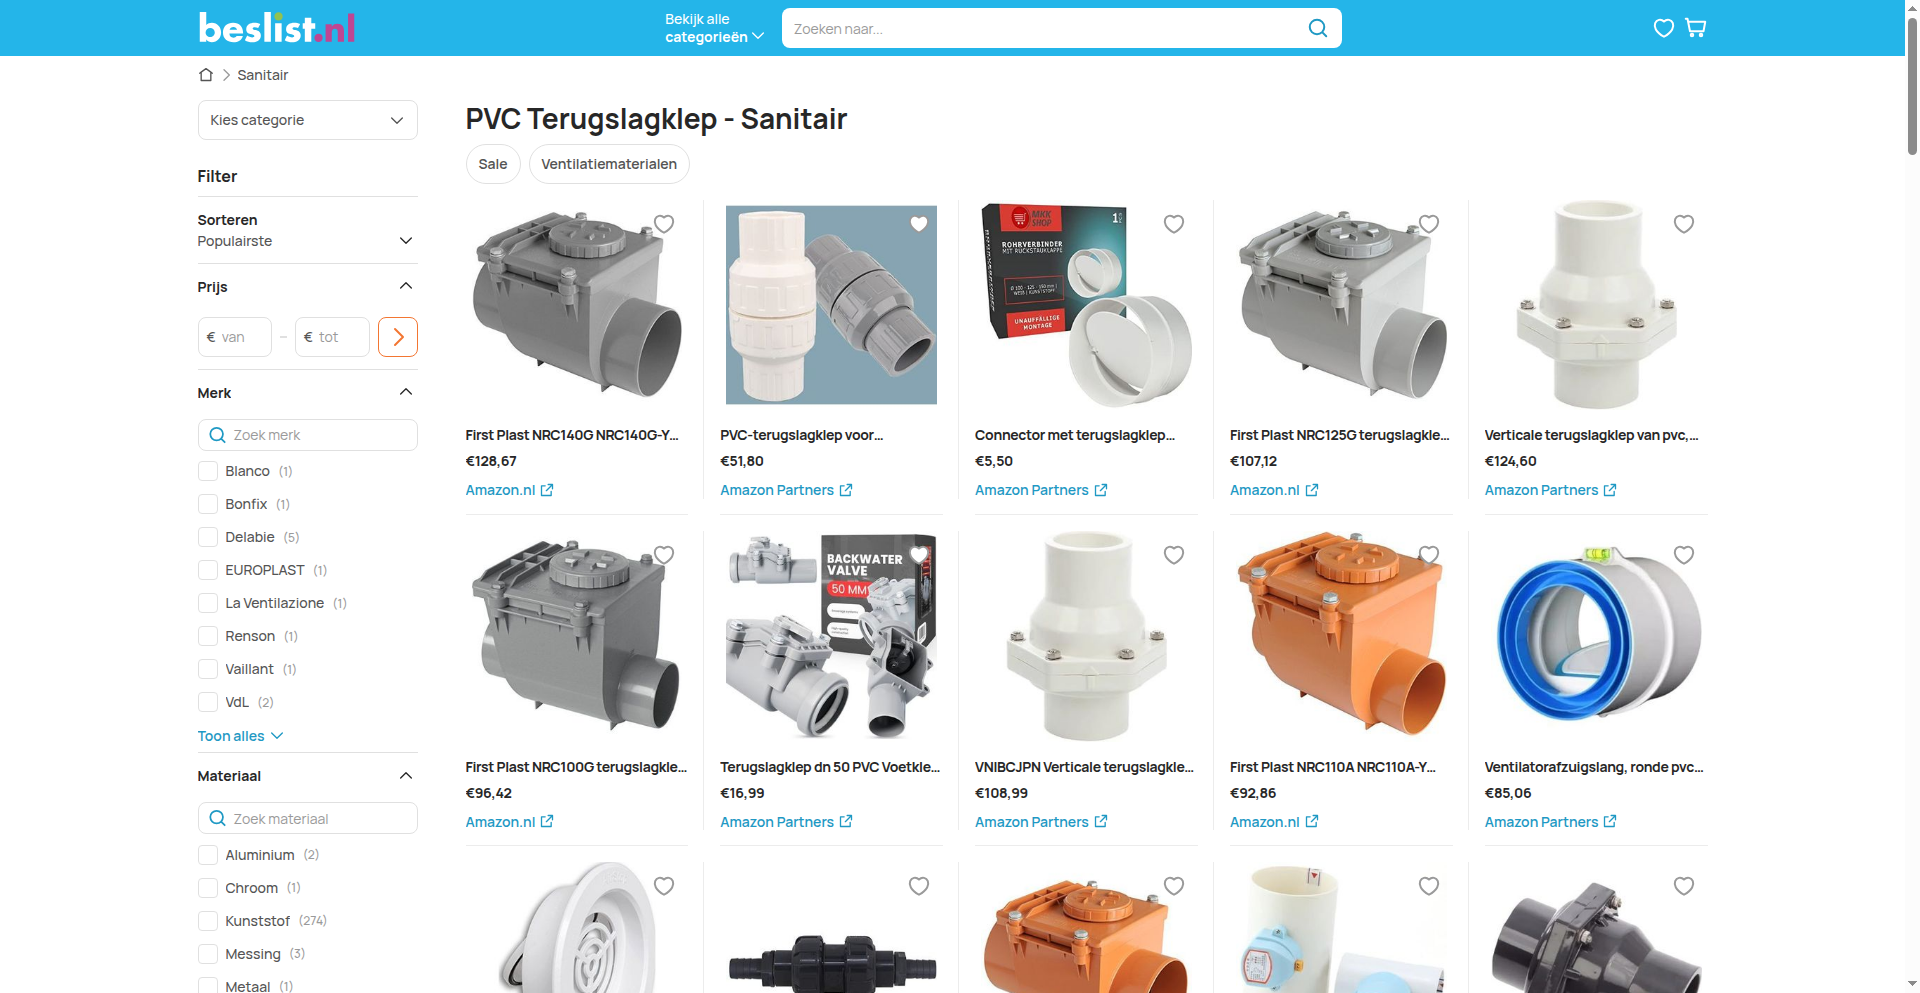 beslist.nl
Bekijk alle
categorieën
Zoeken naar...
Sanitair
Kies categorie
PVC Terugslagklep - Sanitair
Sale
Ventilatiematerialen
Filter
Sorteren
Populairste
Prijs
€ van
–
€ tot
Merk
Zoek merk
Blanco (1)
Bonfix (1)
Delabie (5)
EUROPLAST (1)
La Ventilazione (1)
Renson (1)
Vaillant (1)
VdL (2)
Toon alles
Materiaal
Zoek materiaal
Aluminium (2)
Chroom (1)
Kunststof (274)
Messing (3)
Metaal (1)
MKK
SHOP
ROHRVERBINDER
MIT RÜCKSTAUKLAPPE
UNAUFFÄLLIGE
MONTAGE
First Plast NRC140G NRC140G-Y...
€128,67
Amazon.nl
PVC-terugslagklep voor...
€51,80
Amazon Partners
Connector met terugslagklep...
€5,50
Amazon Partners
First Plast NRC125G terugslagkle...
€107,12
Amazon.nl
Verticale terugslagklep van pvc,...
€124,60
Amazon Partners
BACKWATER
VALVE
50 MM
First Plast NRC100G terugslagkle...
€96,42
Amazon.nl
Terugslagklep dn 50 PVC Voetkle...
€16,99
Amazon Partners
VNIBCJPN Verticale terugslagkle...
€108,99
Amazon Partners
First Plast NRC110A NRC110A-Y...
€92,86
Amazon.nl
Ventilatorafzuigslang, ronde pvc...
€85,06
Amazon Partners